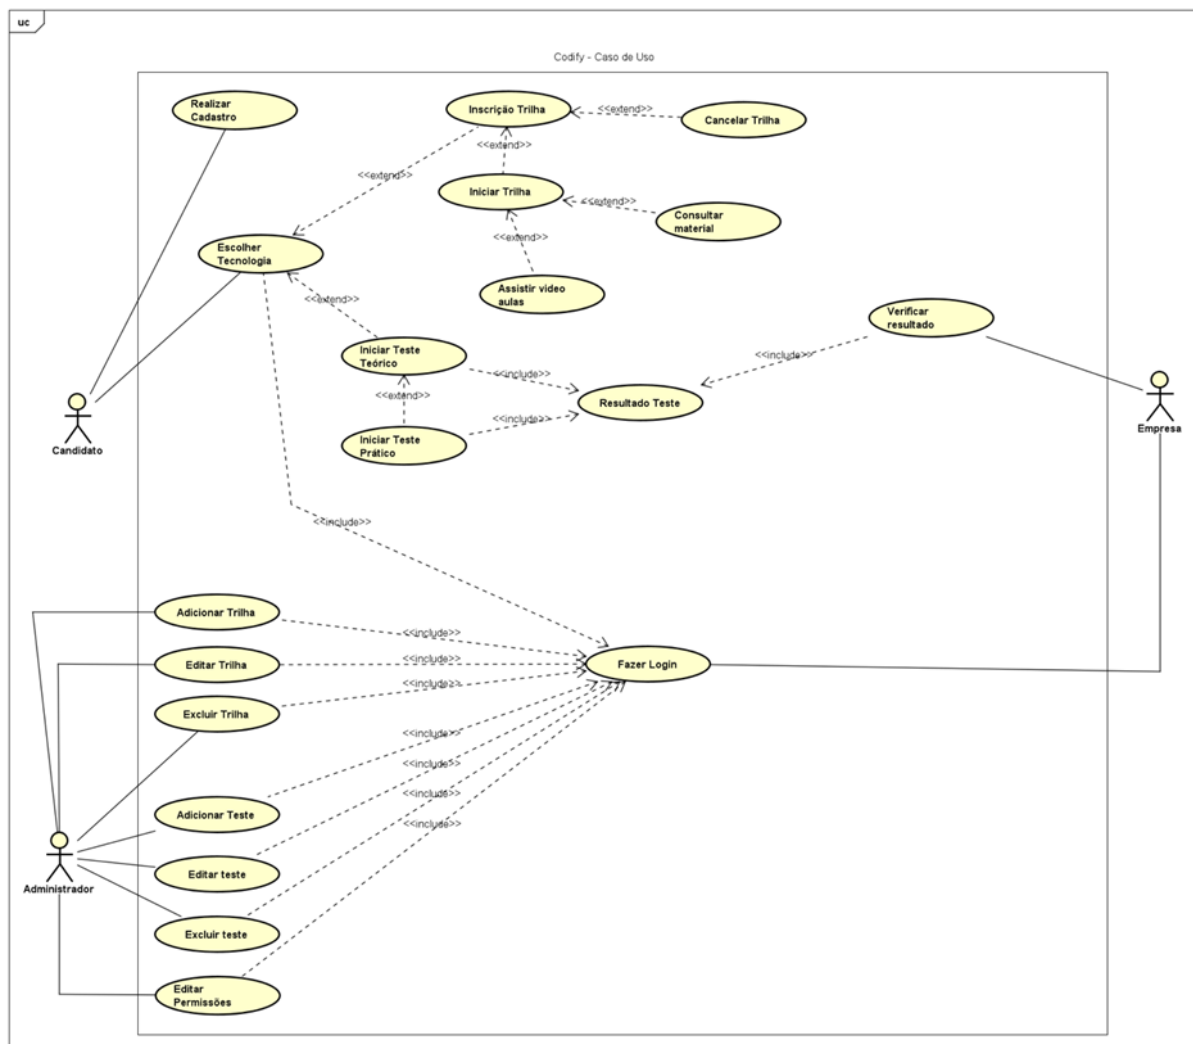 uc
Codify - Caso de Uso
Realizar
Cadastro
Inscrição Trilha
<<extend>>
Cancelar Trilha
<<extend>>
<<extend>>
Iniciar Trilha
<<extend>>
Consultar
material
Escolher
Tecnologia
<<extend>>
Assistir video
aulas
<<extend>>
Verificar
resultado
Iniciar Teste
Teórico
<<include>>
<<include>>
<<extend>>
Resultado Teste
Candidato
Empresa
<<include>>
Iniciar Teste
Prático
<<include>>
Adicionar Trilha
<<include>>
Editar Trilha
<<include>>
Fazer Login
<<include>>
Excluir Trilha
<<include>>
<<include>>
<<include>>
Adicionar Teste
<<include>>
Editar teste
Administrador
Excluir teste
Editar
Permissões